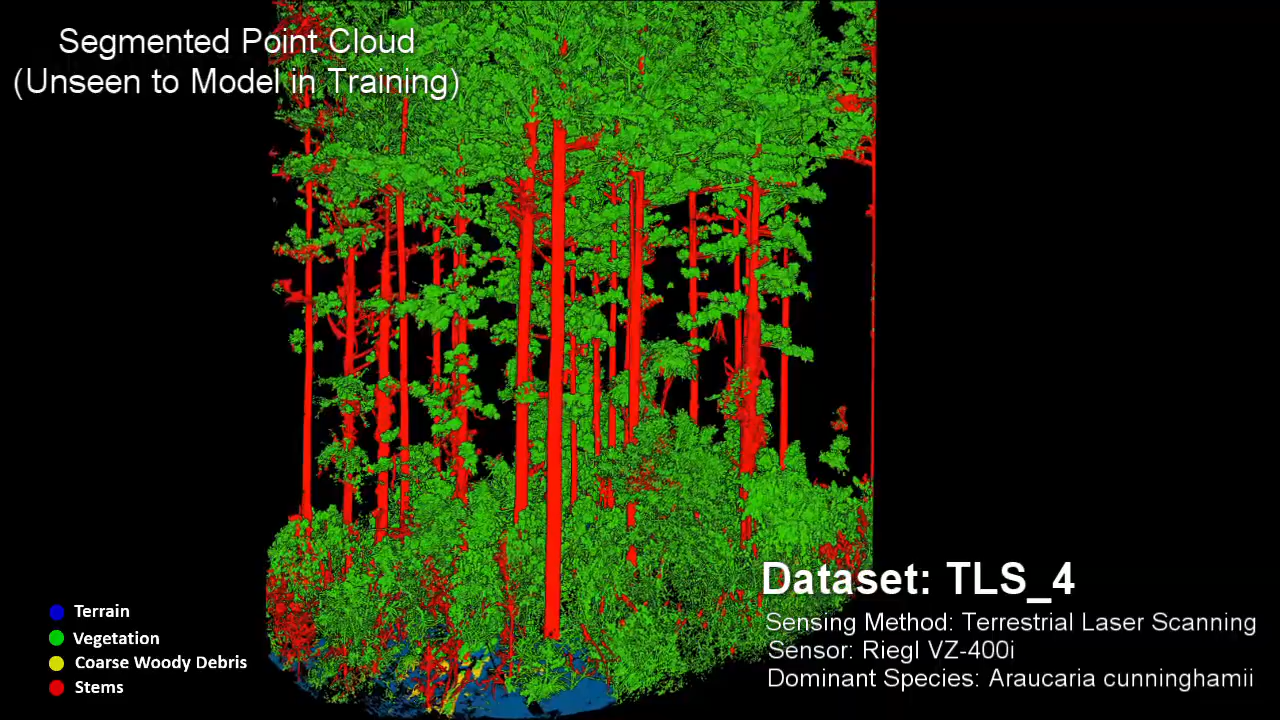 Segmented Point Cloud
(Unseen to Model in Training)
Dataset: TLS_4
Sensing Method: Terrestrial Laser Scanning
Sensor: Riegl VZ-400i
Dominant Species: Araucaria cunninghamii
Terrain
Vegetation
Coarse Woody Debris
Stems